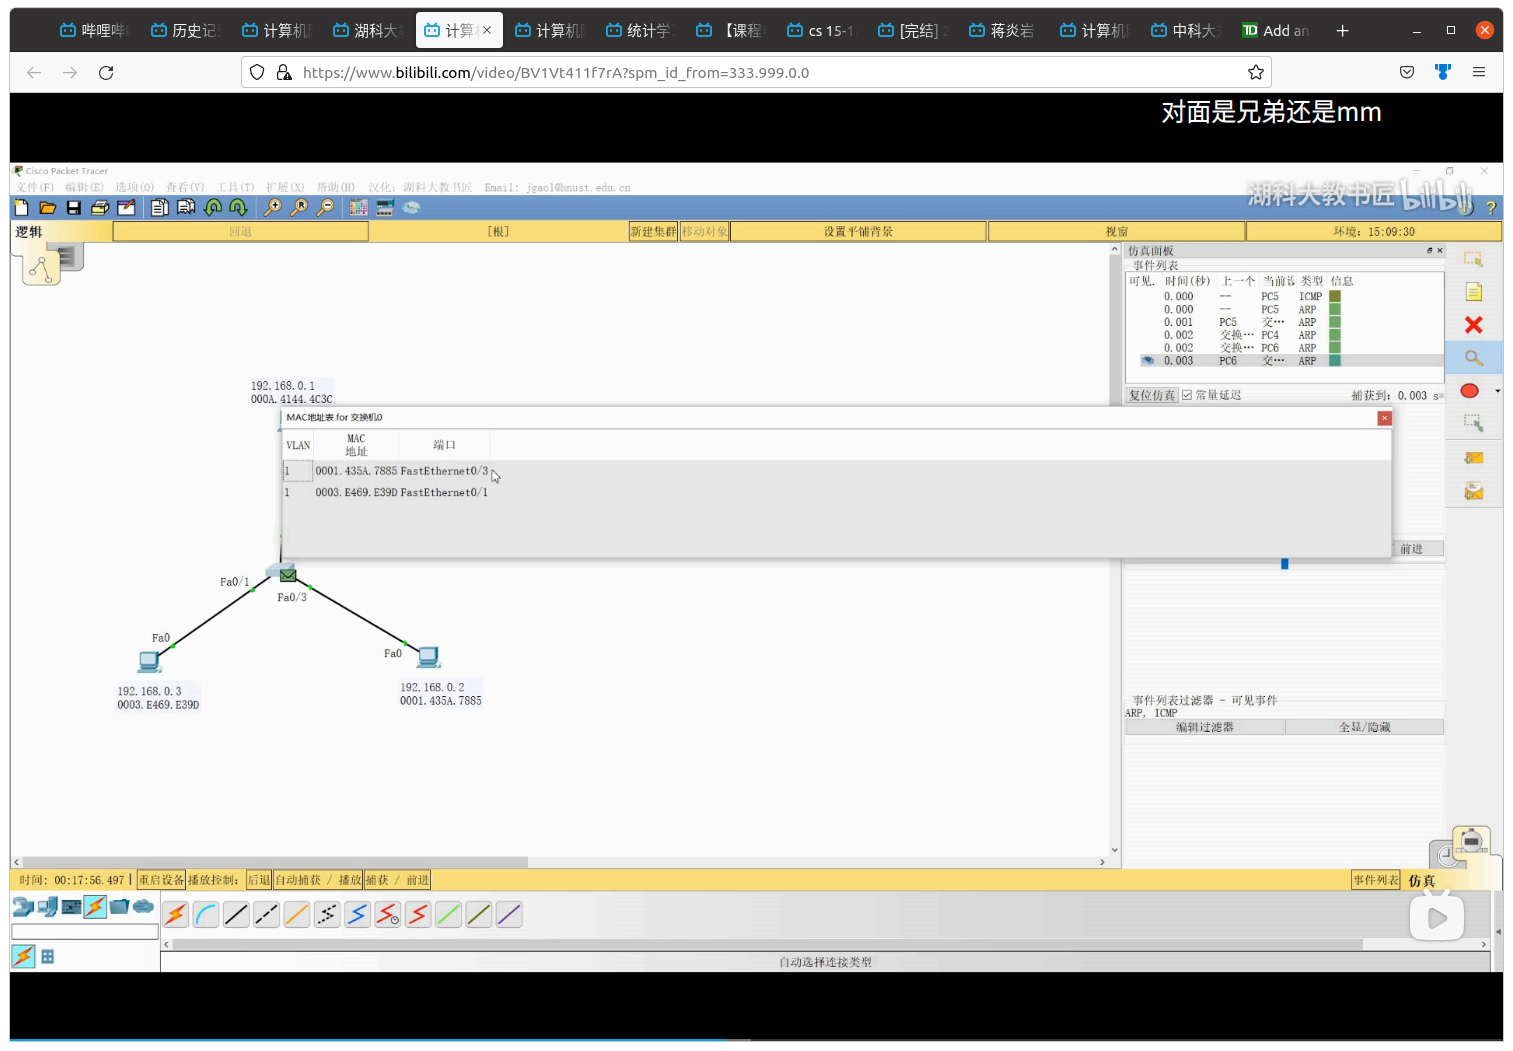 哔哩哔
历史记
计算机
湖科大
计算
计算机
统计学
【课程
cs 15-1
[完结] 2
蒋炎岩
计算机
中科大
Add an
https://www.bilibili.com/video/BV1Vt411f7rA?spm_id_from=333.999.0.0
对面是兄弟还是mm
Cisco Packet Tracer
文件(F) 编辑(E) 选项(O) 查看(V) 工具(T) 扩展(X) 帮助(H) 汉化: 湖科大教书匠 Email: jgaol@hnust.edu.cn
湖科大教书匠 bilibili
逻辑 回退 [根] 新建集群 移动对象 设置平铺背景 视窗 环境: 15:09:30
仿真面板
事件列表
可见. 时间(秒) 上一个 当前设 类型 信息
0.000 -- PC5 ICMP
0.000 -- PC5 ARP
0.001 PC5 交… ARP
0.002 交换… PC4 ARP
0.002 交换… PC6 ARP
0.003 PC6 交… ARP
复位仿真 常量延迟 捕获到: 0.003 s*
192.168.0.1
000A.4144.4C3C
MAC地址表 for 交换机0
VLAN MAC地址 端口
1 0001.435A.7885 FastEthernet0/3
1 0003.E469.E39D FastEthernet0/1
前进
Fa0/1
Fa0/3
Fa0
Fa0
192.168.0.3
0003.E469.E39D
192.168.0.2
0001.435A.7885
事件列表过滤器 - 可见事件
ARP, ICMP
编辑过滤器 全显/隐藏
时间: 00:17:56.497 重启设备 播放控制: 后退 自动捕获 / 播放 捕获 / 前进
事件列表 仿真
自动选择连接类型